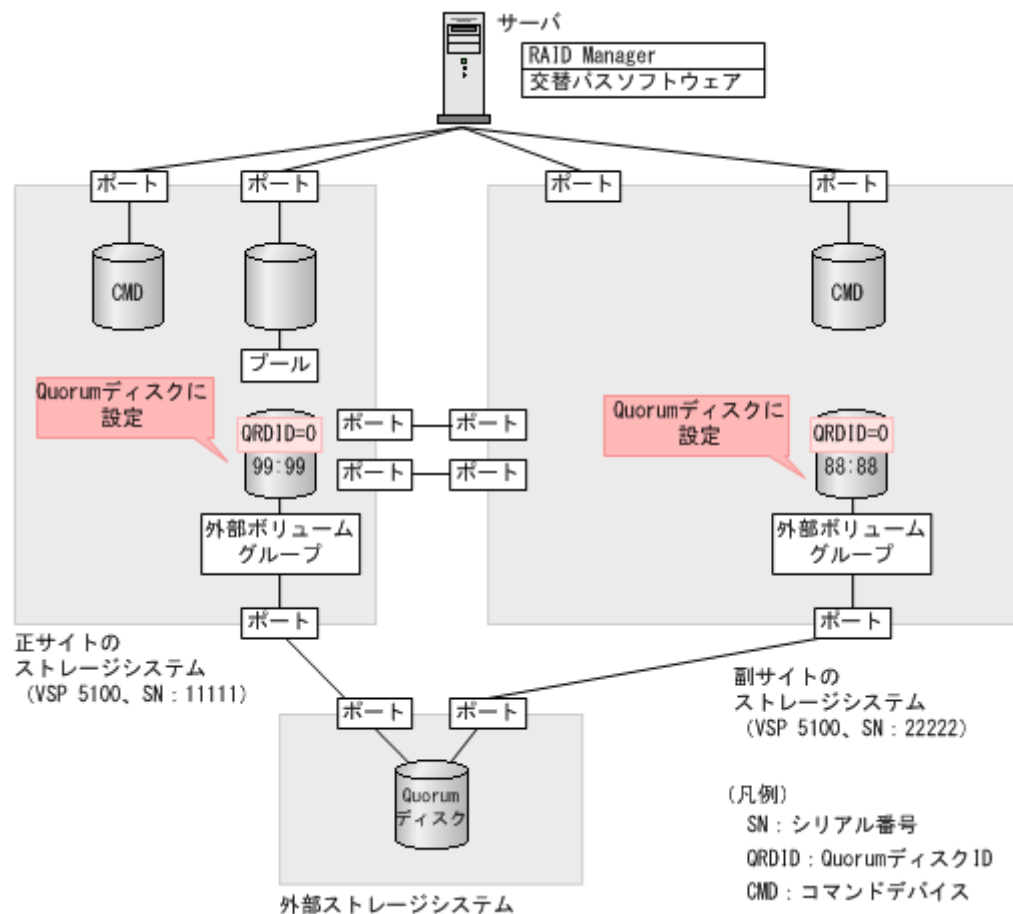 サーバ
RAID Manager
交替パスソフトウェア
ポート
ポート
ポート
ポート
CMD
CMD
プール
Quorumディスクに
設定
QRDID=0
99:99
ポート
ポート
ポート
ポート
Quorumディスクに
設定
QRDID=0
88:88
外部ボリューム
グループ
外部ボリューム
グループ
ポート
ポート
正サイトの
ストレージシステム
(VSP 5100、SN:11111)
副サイトの
ストレージシステム
(VSP 5100、SN:22222)
ポート
ポート
Quorum
ディスク
外部ストレージシステム
(凡例)
SN:シリアル番号
QRDID:QuorumディスクID
CMD:コマンドデバイス